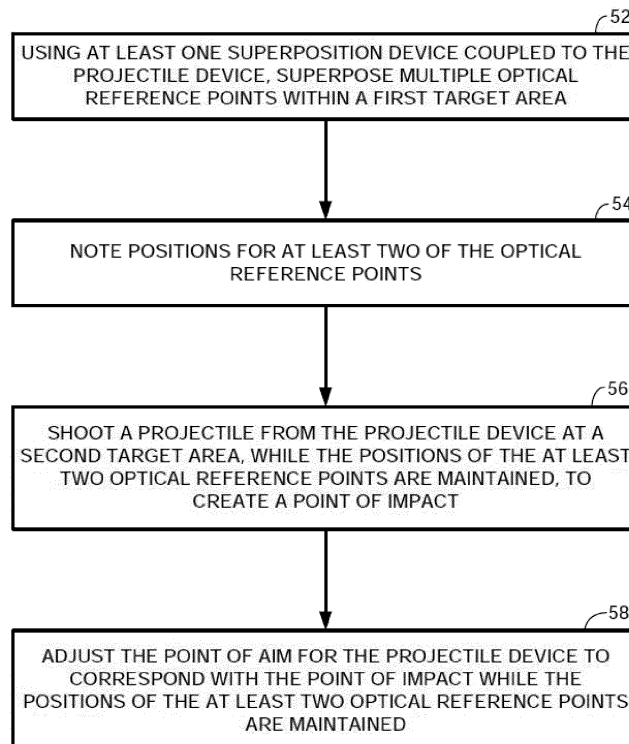 52
USING AT LEAST ONE SUPERPOSITION DEVICE COUPLED TO THE
PROJECTILE DEVICE, SUPERPOSE MULTIPLE OPTICAL
REFERENCE POINTS WITHIN A FIRST TARGET AREA
54
NOTE POSITIONS FOR AT LEAST TWO OF THE OPTICAL
REFERENCE POINTS
56
SHOOT A PROJECTILE FROM THE PROJECTILE DEVICE AT A
SECOND TARGET AREA, WHILE THE POSITIONS OF THE AT LEAST
TWO OPTICAL REFERENCE POINTS ARE MAINTAINED, TO
CREATE A POINT OF IMPACT
58
ADJUST THE POINT OF AIM FOR THE PROJECTILE DEVICE TO
CORRESPOND WITH THE POINT OF IMPACT WHILE THE
POSITIONS OF THE AT LEAST TWO OPTICAL REFERENCE POINTS
ARE MAINTAINED